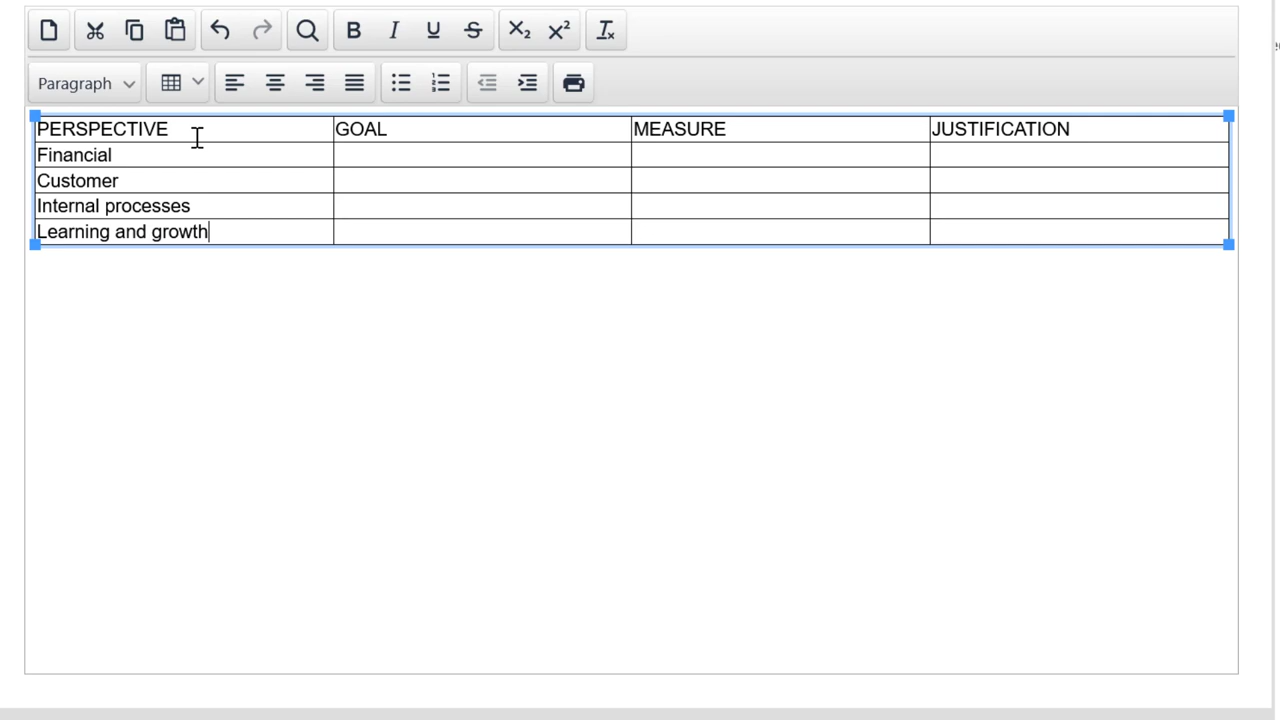 Paragraph
PERSPECTIVE GOAL MEASURE JUSTIFICATION
Financial
Customer
Internal processes
Learning and growth